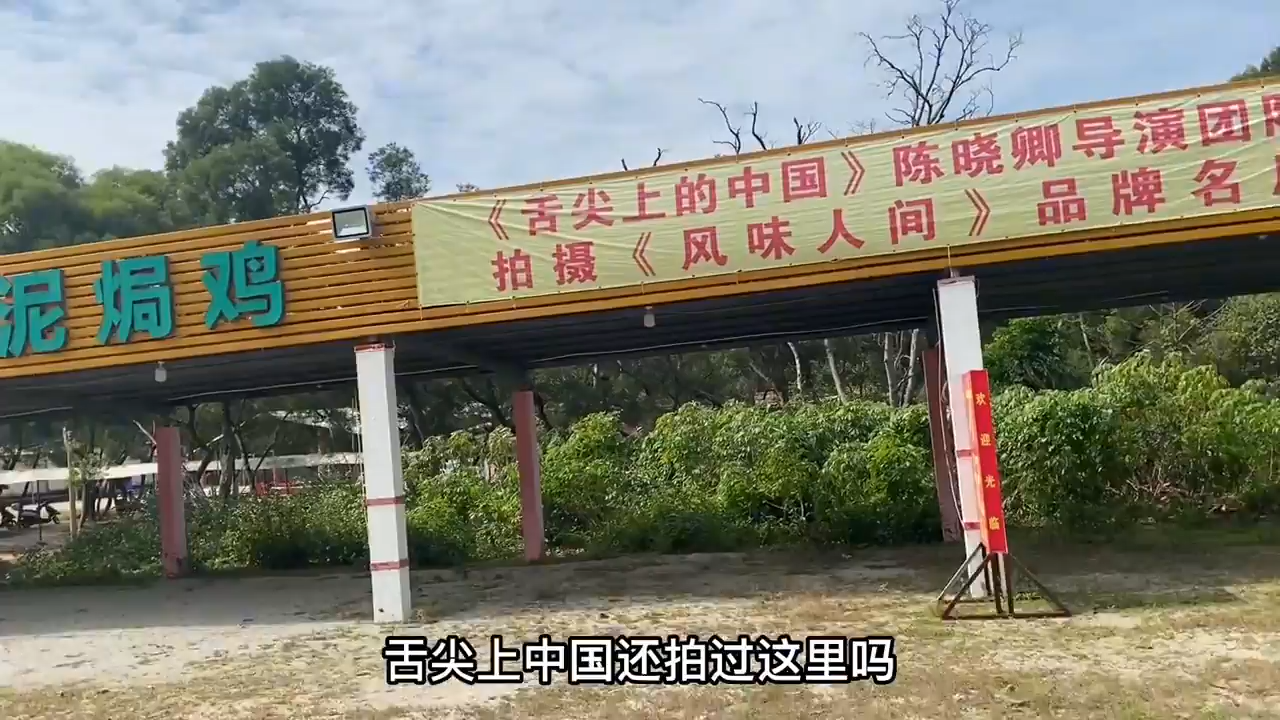 泥焗鸡
《舌尖上的中国》陈晓卿导演团
拍摄《风味人间》品牌名
欢迎光临
舌尖上中国还拍过这里吗